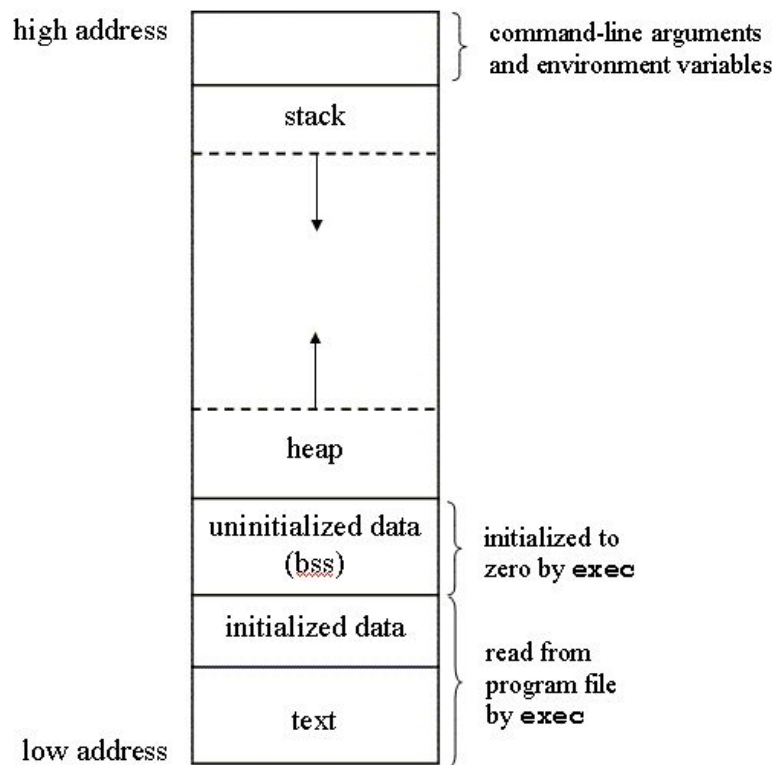 high address
command-line arguments
and environment variables
stack
heap
uninitialized data
(bss)
initialized to
zero by exec
initialized data
read from
program file
by exec
text
low address